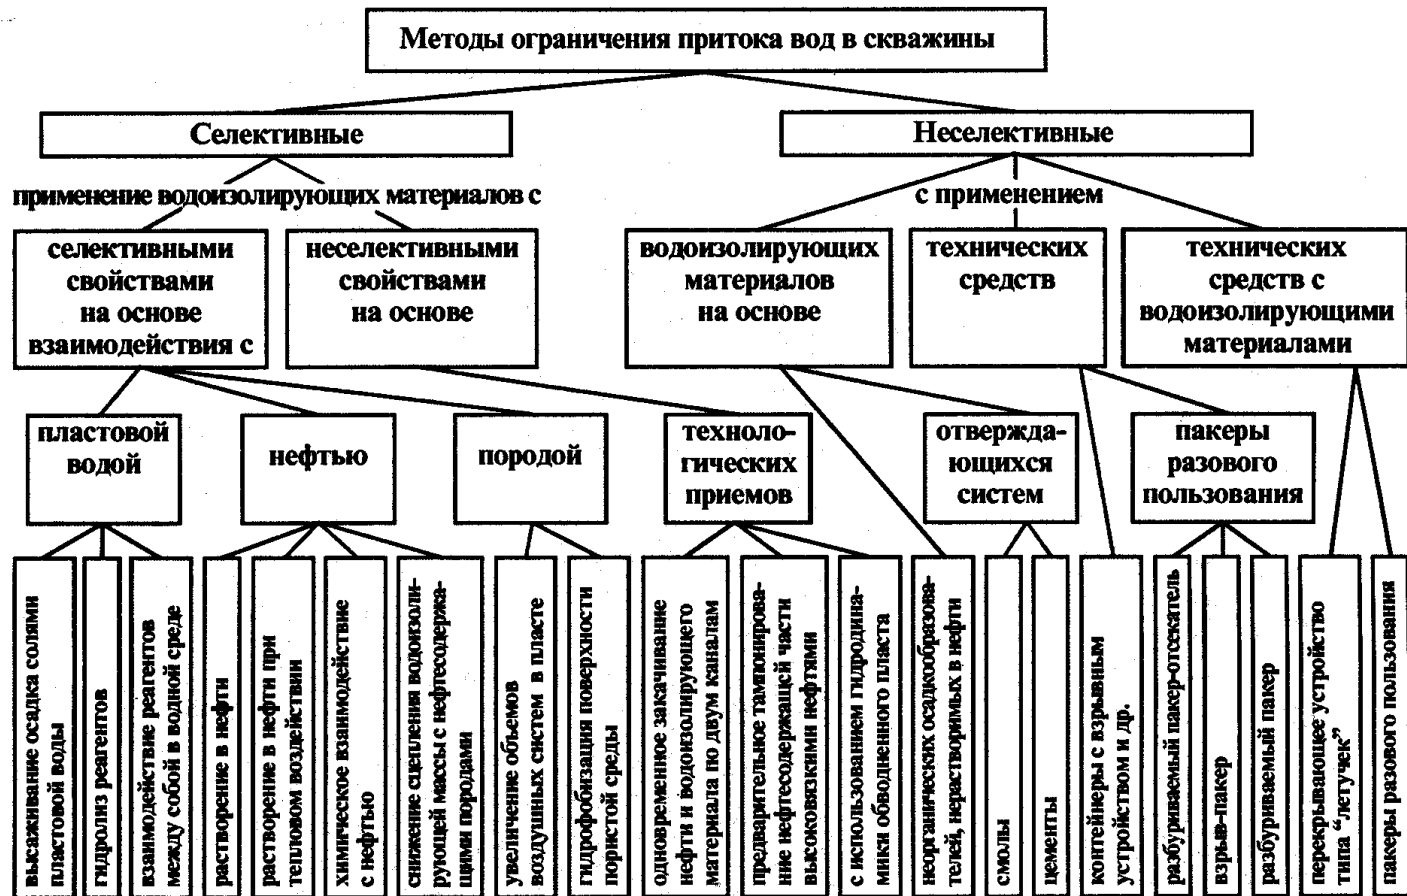 Методы ограничения притока вод в скважины
Селективные
Неселективные
применение водоизолирующих материалов с
с применением
селективными
свойствами
на основе
взаимодействия с
неселективными
свойствами
на основе
водоизолирующих
материалов
на основе
технических
средств
технических
средств с
водоизолирующими
материалами
пластовой
водой
нефтью
породой
техноло-
гических
приемов
отвержда-
ющихся
систем
пакеры
разового
пользования
высаживание осадка солями
пластовой воды
гидролиз реагентов
взаимодействие реагентов
между собой в водной среде
растворение в нефти
растворение в нефти при
тепловом воздействии
химическое взаимодействие
с нефтью
снижение сцепления водоизоли-
рующей массы с нефтесодержа-
щими породами
увеличение объемов
воздушных систем в пласте
гидрофобизация поверхности
пористой среды
одновременное закачивание
нефти и водоизолирующего
материала по двум каналам
предварительное тампонирова-
ние нефтесодержащей части
высоковязкими нефтями
с использованием гидродина-
мики обводненного пласта
неорганических осадкообразова-
телей, нерастворимых в нефти
смолы
цементы
контейнеры с взрывным
устройством и др.
разбуриваемый пакер-отсекатель
взрыв-пакер
разбуриваемый пакер
перекрывающее устройство
типа “летучек”
пакеры разового пользования